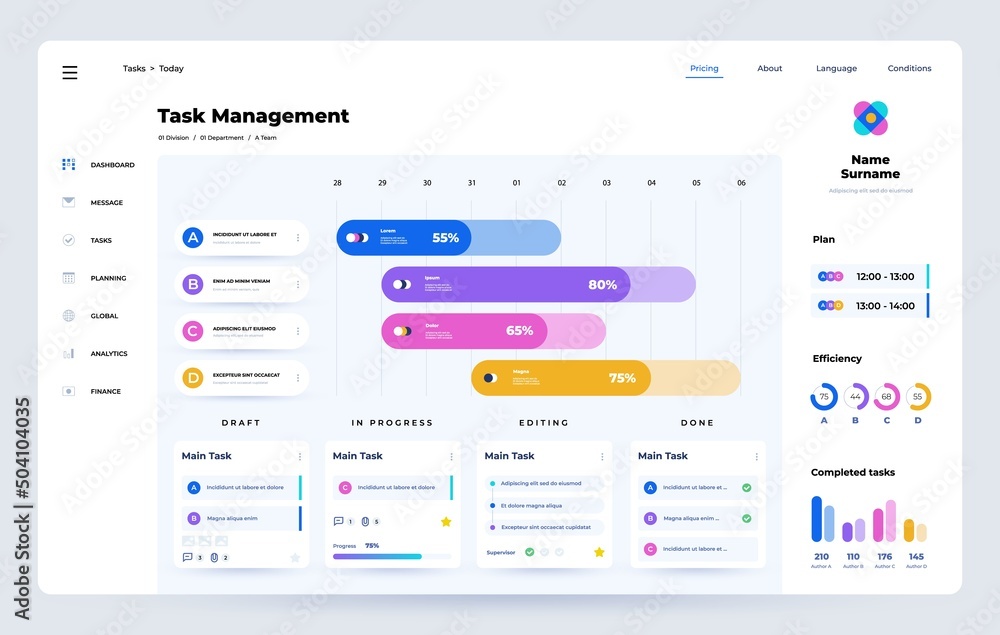 Tasks > Today
Pricing
About
Language
Conditions
Task Management
01 Division / 01 Department / A Team
DASHBOARD
MESSAGE
TASKS
PLANNING
GLOBAL
ANALYTICS
FINANCE
28 29 30 31 01 02 03 04 05 06
A
INCIDIDUNT UT LABORE ET
Lorem
55%
B
ENIM AD MINIM VENIAM
Ipsum
80%
C
ADIPISCING ELIT EIUSMOD
Dolor
65%
D
EXCEPTEUR SINT OCCAECAT
Magna
75%
DRAFT
Main Task
A Incididunt ut labore et dolore
B Magna aliqua enim
3 2
IN PROGRESS
Main Task
C Incididunt ut labore et dolore
1 5
Progress 75%
EDITING
Main Task
Adipiscing elit sed do eiusmod
Et dolore magna aliqua
Excepteur sint occaecat cupidatat
Supervisor
DONE
Main Task
A Incididunt ut labore et ...
B Magna aliqua enim ...
C Incididunt ut labore et ...
Name
Surname
Adipiscing elit sed do eiusmod
Plan
A B C 12:00 - 13:00
A B D 13:00 - 14:00
Efficiency
75 44 68 55
A B C D
Completed tasks
210 110 176 145
Author A Author B Author C Author D
Adobe Stock | #504104035
Adobe Stock